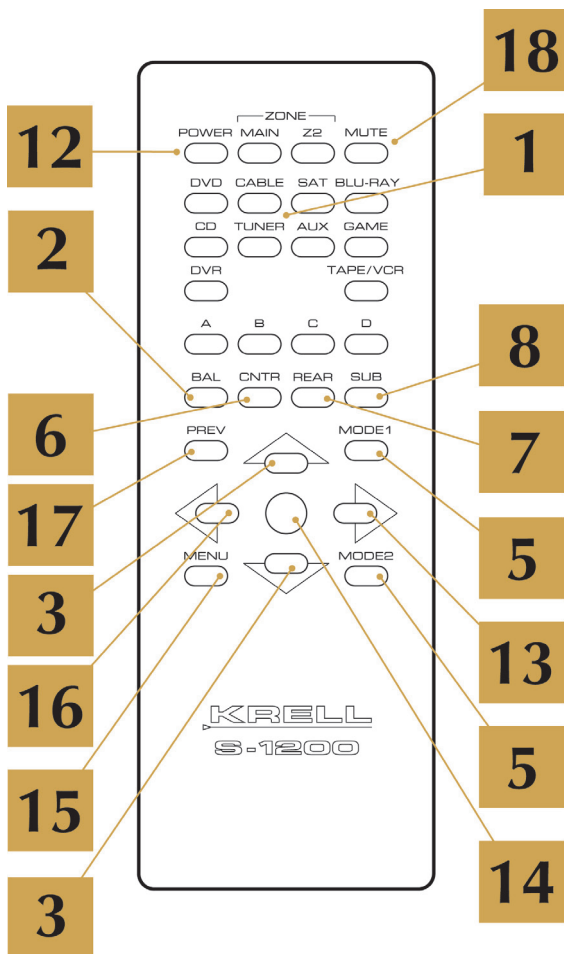 18
ZONE
POWER MAIN Z2 MUTE
12
1
DVD CABLE SAT BLU-RAY
CD TUNER AUX GAME
2
DVR TAPE/VCR
A B C D
8
BAL CNTR REAR SUB
6
7
PREV MODE1
17
5
MENU MODE2
3
13
16
KRELL
S-1200
5
15
14
3